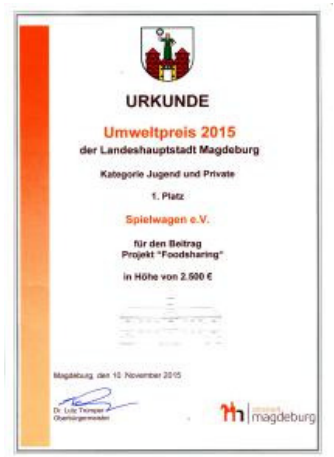 URKUNDE
Umweltpreis 2015
der Landeshauptstadt Magdeburg
Kategorie Jugend und Private
1. Platz
Spielwagen e.V.
für den Beitrag
Projekt "Foodsharing"
in Höhe von 2.500 €
Magdeburg, den 10. November 2015
Dr. Lutz Trümper
Oberbürgermeister
magdeburg